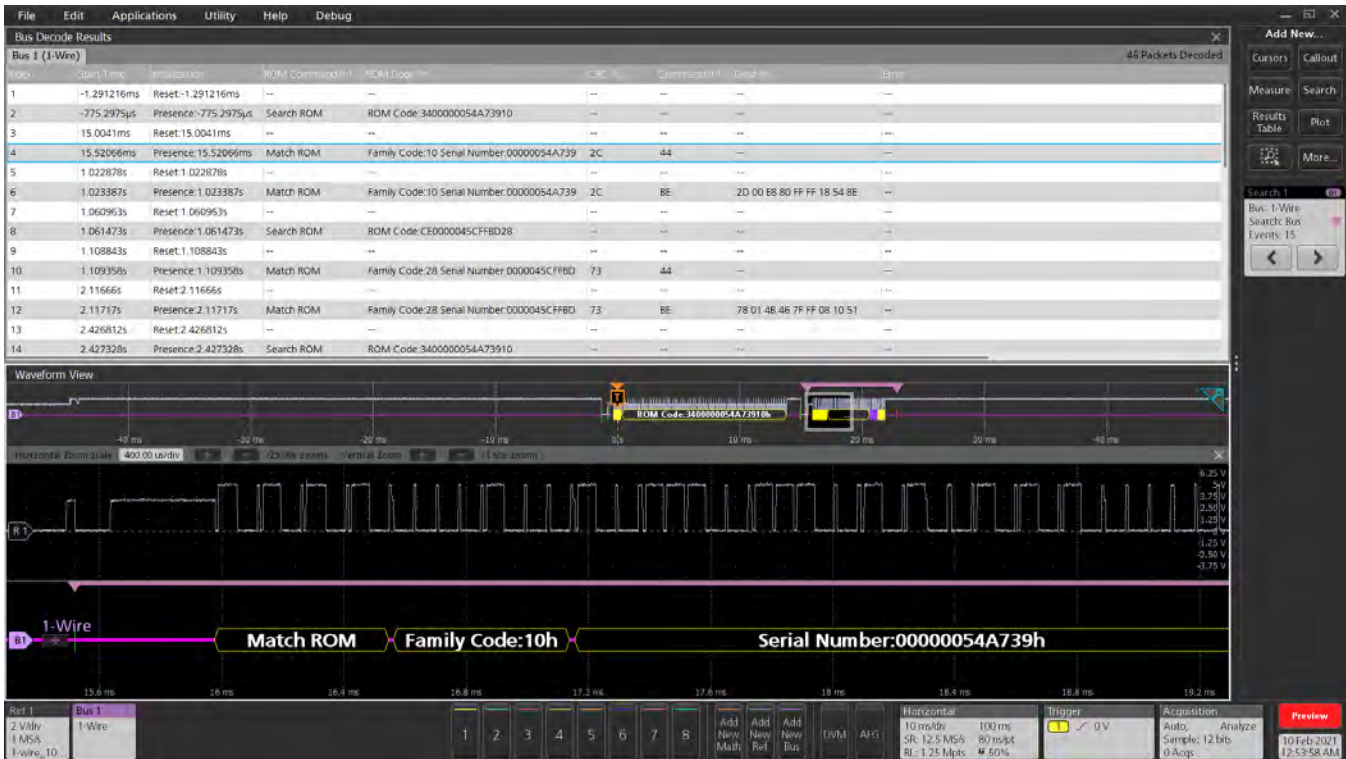 File Edit Applications Utility Help Debug
Bus Decode Results
Bus 1 (1-Wire) 46 Packets Decoded
Index Start Time
1 -1.291216ms Reset:-1.291216ms -- -- -- -- -- --
2 -775.2975µs Presence:-775.2975µs Search ROM ROM Code:3400000054A73910 -- -- -- --
3 15.0041ms Reset:15.0041ms -- -- -- -- -- --
4 15.52066ms Presence:15.52066ms Match ROM Family Code:10 Serial Number:00000054A739 2C 44 -- --
5 1.022878s Reset:1.022878s -- -- -- -- -- --
6 1.023387s Presence:1.023387s Match ROM Family Code:10 Serial Number:00000054A739 2C BE 2D 00 E8 80 FF FF 18 54 8E --
7 1.060963s Reset:1.060963s -- -- -- -- -- --
8 1.061473s Presence:1.061473s Search ROM ROM Code:CE0000045CFFBD28 -- -- -- --
9 1.108843s Reset:1.108843s -- -- -- -- -- --
10 1.109358s Presence:1.109358s Match ROM Family Code:28 Serial Number:0000045CFFBD 73 44 -- --
11 2.11666s Reset:2.11666s -- -- -- -- -- --
12 2.11717s Presence:2.11717s Match ROM Family Code:28 Serial Number:0000045CFFBD 73 BE 78 01 4B 46 7F FF 08 10 51 --
13 2.426812s Reset:2.426812s -- -- -- -- -- --
14 2.427328s Presence:2.427328s Search ROM ROM Code:3400000054A73910 -- -- -- --
Add New...
Cursors Callout
Measure Search
Results Table Plot
More...
Search 1 B1
Bus: 1-Wire
Search: Bus
Events: 15
Waveform View
T
B1 ROM Code:3400000054A73910h
-40 ms -30 ms -20 ms -10 ms 0 s 10 ms 20 ms 30 ms 40 ms
Horizontal Zoom Scale 400.00 us/div Vertical Zoom
6.25 V
5 V
3.75 V
2.50 V
1.25 V
R1
-1.25 V
-2.50 V
-3.75 V
1-Wire
B1 Match ROM Family Code:10h Serial Number:00000054A739h
15.6 ms 16 ms 16.4 ms 16.8 ms 17.2 ms 17.6 ms 18 ms 18.4 ms 18.8 ms 19.2 ms
Ref 1
2 V/div
1 MS/s
1-wire_10...
Bus 1
1-Wire
1 2 3 4 5 6 7 8
Add New Math
Add New Ref
Add New Bus
DVM AFG
Horizontal
10 ms/div 100 ms
SR: 12.5 MS/s 80 ns/pt
RL: 1.25 Mpts 50%
Trigger
1 0 V
Acquisition
Auto, Analyze
Sample: 12 bits
0 Acqs
Preview
10 Feb 2021
12:53:58 AM